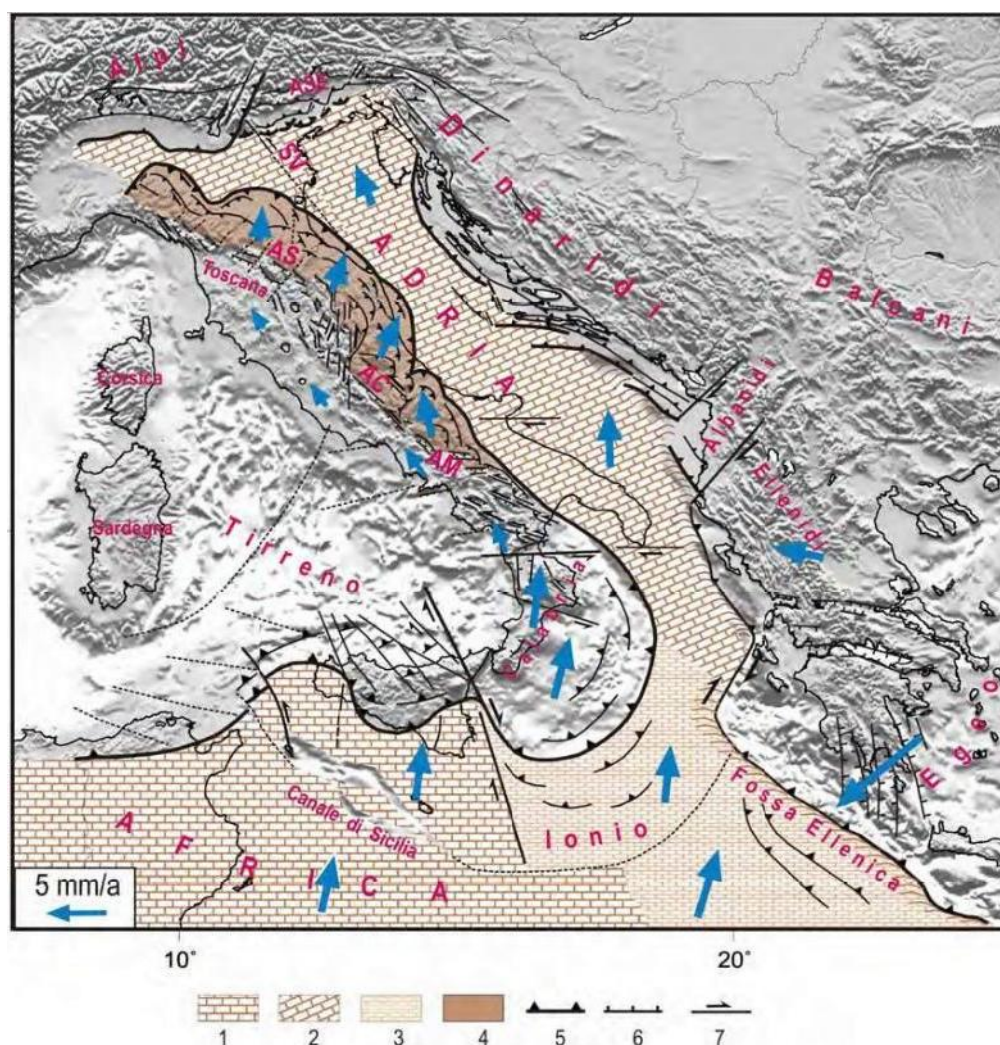 Alpi
ASE
Dinaridi
SV
ADRIA
AS
Toscana
Balcani
Corsica
AC
Albanidi
AM
Ellenidi
Sardegna
Tirreno
Calabria
Egeo
Fossa Ellenica
Canale di Sicilia
Ionio
AFRICA
5 mm/a
10°
20°
1 2 3 4 5 6 7